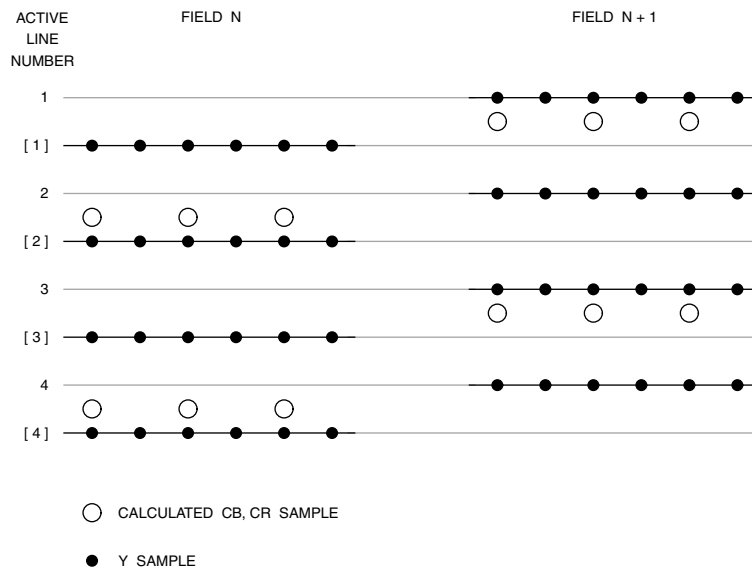 ACTIVE
LINE
NUMBER
FIELD N
FIELD N + 1
1
[ 1 ]
2
[ 2 ]
3
[ 3 ]
4
[ 4 ]
CALCULATED CB, CR SAMPLE
Y SAMPLE